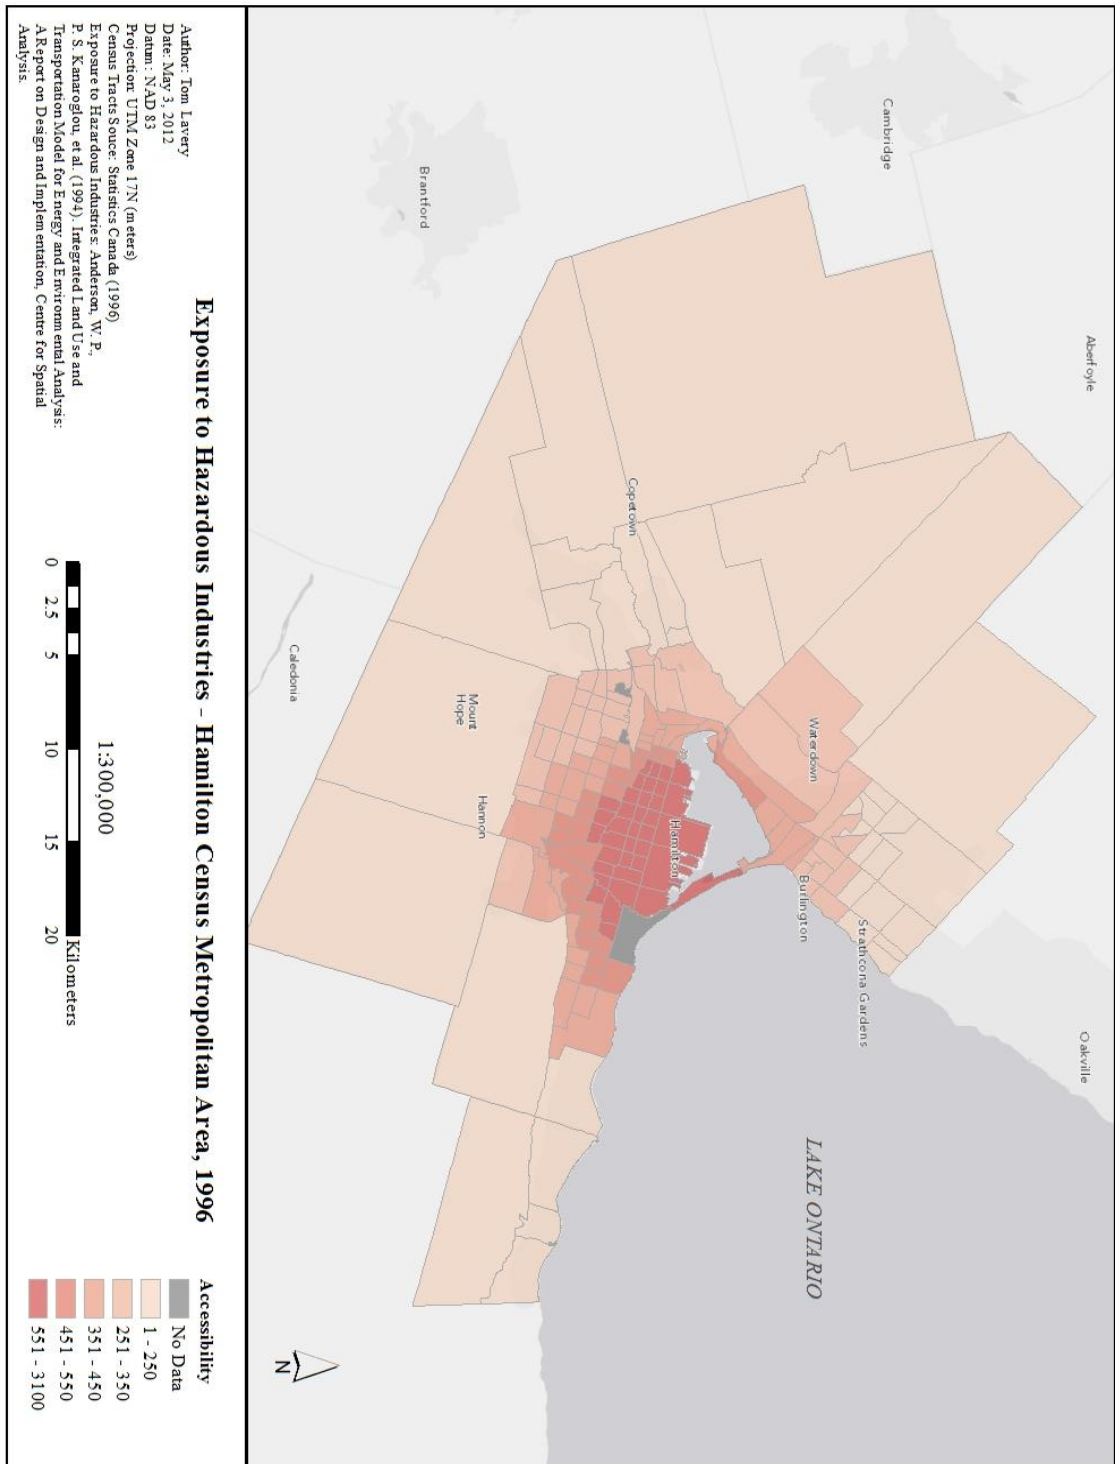 Cambridge
Aberfoyle
Brantford
Oakville
Copetown
Waterdown
Burlington
Strathcona Gardens
Hamilton
LAKE ONTARIO
Mount
Hope
Hannon
Caledonia
N
Exposure to Hazardous Industries - Hamilton Census Metropolitan Area, 1996
Author: Tom Lavery
Date: May 3, 2012
Datum: NAD 83
Projection: UTM Zone 17N (meters)
Census Tracts Souce: Statistics Canada (1996)
Exposure to Hazardous Industries: Anderson, W. P.,
P. S. Kanaroglou, et al. (1994). Integrated Land Use and
Transportation Model for Energy and Environmental Analysis:
A Report on Design and Implementation, Centre for Spatial
Analysis.
1:300,000
0 2.5 5 10 15 20
Kilometers
Accessibility
No Data
1 - 250
251 - 350
351 - 450
451 - 550
551 - 3100